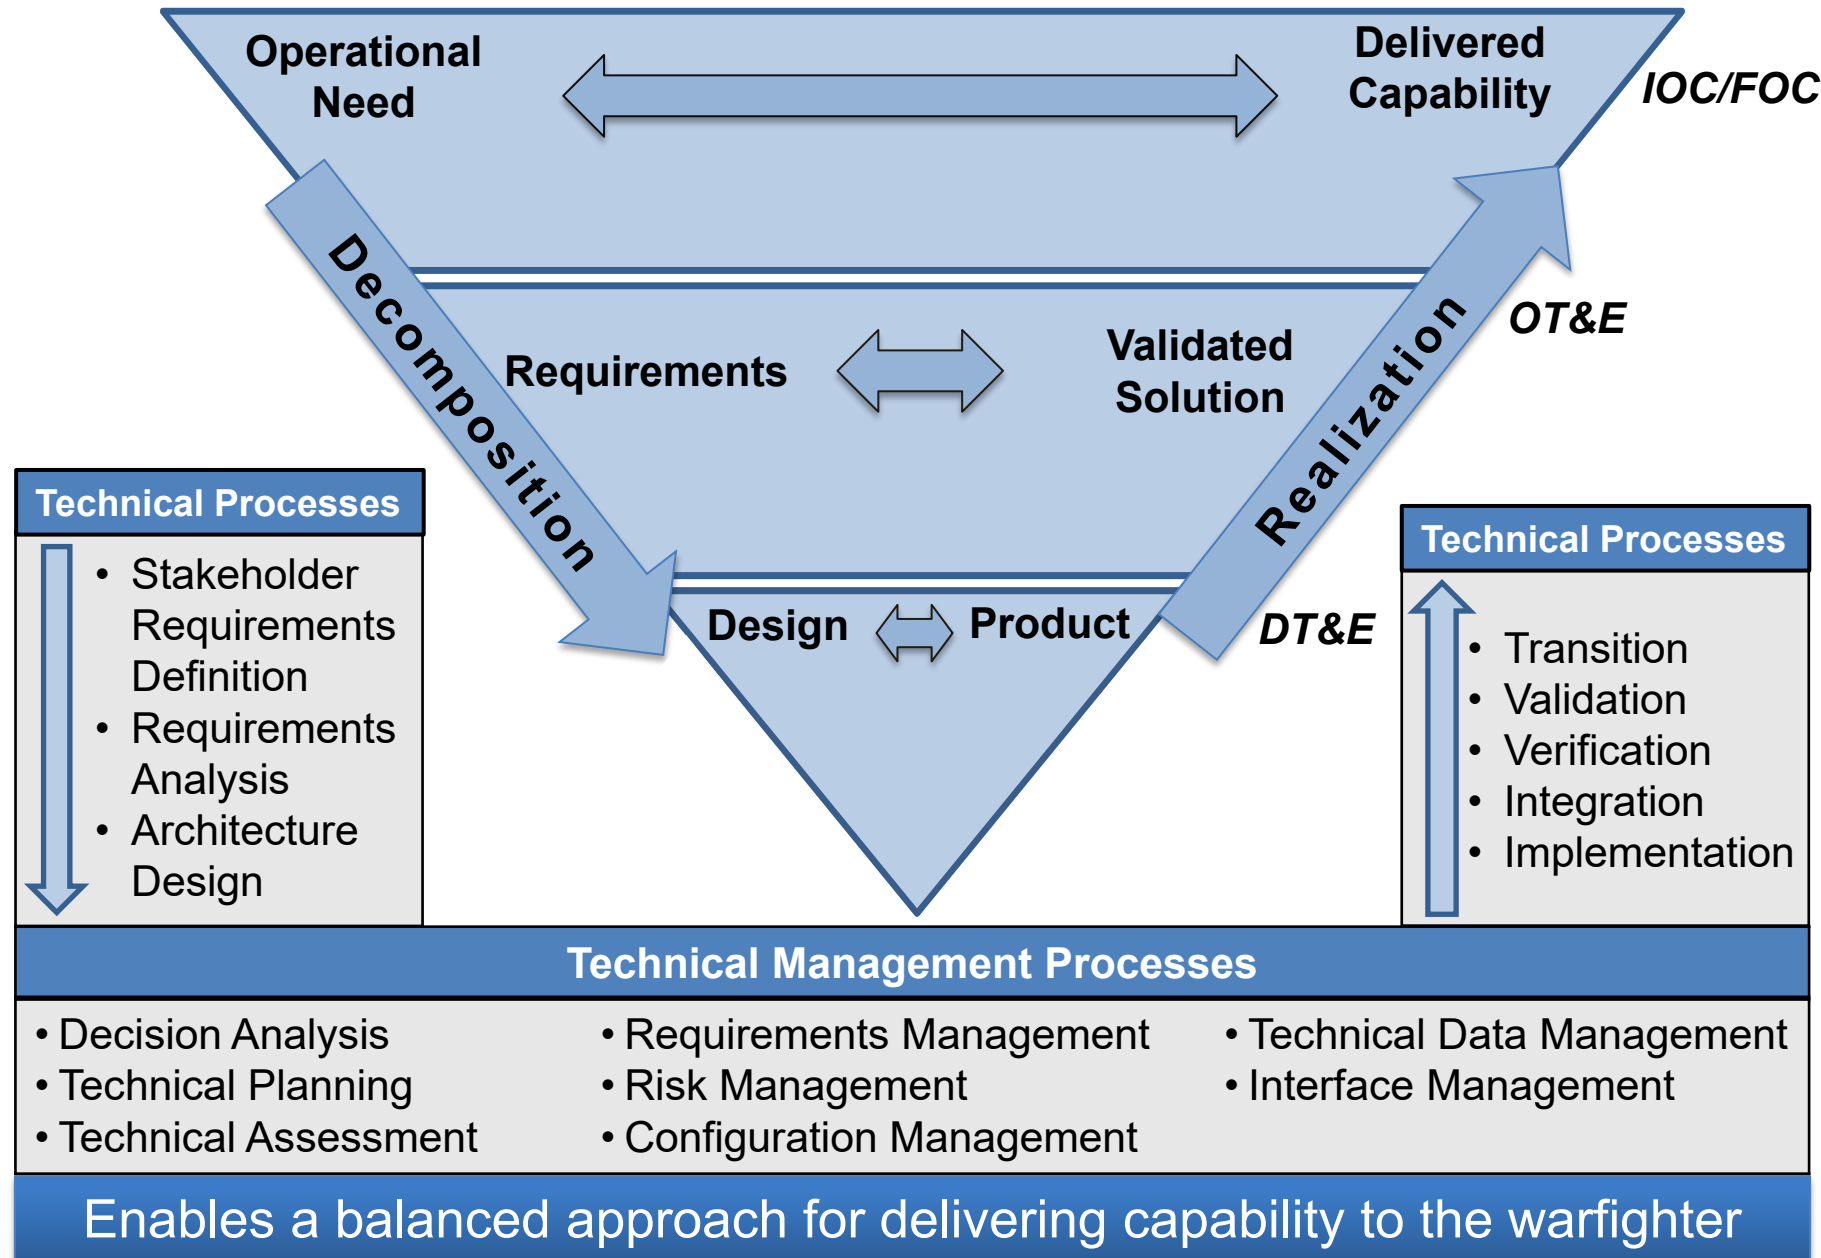 Operational
Need
Delivered
Capability
IOC/FOC
Decomposition
Realization
OT&E
Requirements
Validated
Solution
Design
Product
DT&E
Technical Processes
• Stakeholder
Requirements
Definition
• Requirements
Analysis
• Architecture
Design
Technical Processes
• Transition
• Validation
• Verification
• Integration
• Implementation
Technical Management Processes
• Decision Analysis
• Technical Planning
• Technical Assessment
• Requirements Management
• Risk Management
• Configuration Management
• Technical Data Management
• Interface Management
Enables a balanced approach for delivering capability to the warfighter